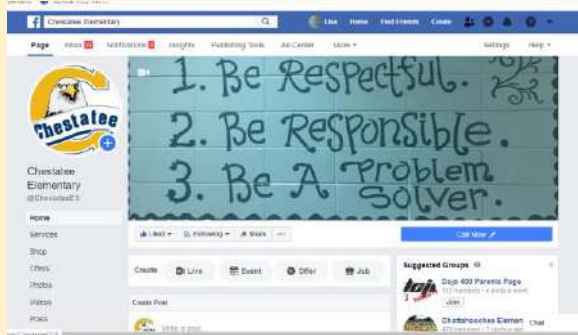 Chestatee Elementary
Lisa Home Find Friends Create
Page Inbox Notifications Insights Publishing Tools Ad Center More Settings Help
Chestatee
1. Be Respectful.
2. Be Responsible.
3. Be A Problem
Solver.
Chestatee
Elementary
@ChestateeES
Home
Services
Shop
Offers
Photos
Videos
Posts
Liked Following Share
Call Now
Create Live Event Offer Job
Create Post
Write a post...
Suggested Groups
Dojo 400 Parents Page
Join
Chattahoochee Elemen
Chat